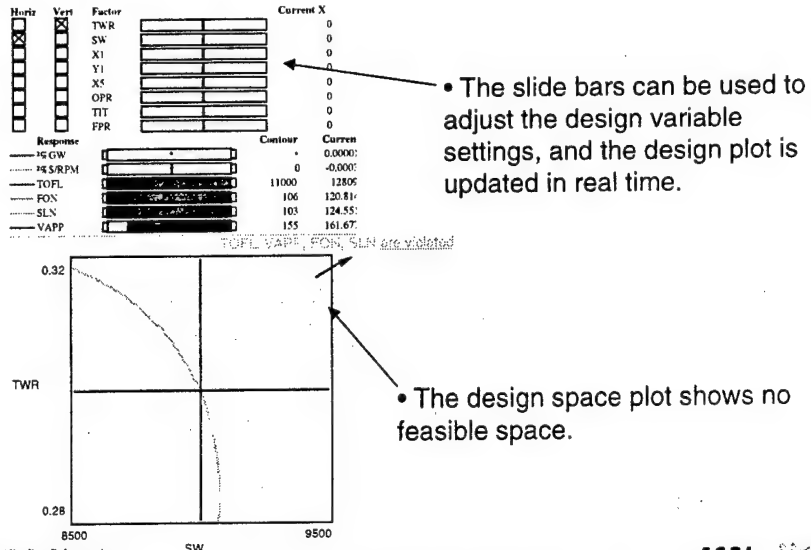 Horiz Vert Factor Current X
TWR 0
SW 0
X1 0
Y1 0
X5 0
OPR 0
TIT 0
FPR 0
Response Contour Curren
GW 0.0000
$/RPM 0 -0.000
TOFL 11000 12809
FON 106 120.81
SLN 103 124.55
VAPP 155 161.67
TOFL, VAPP, FON, SLN are violated
• The slide bars can be used to
adjust the design variable
settings, and the design plot is
updated in real time.
0.32
TWR
0.28
8500 9500
SW
• The design space plot shows no
feasible space.